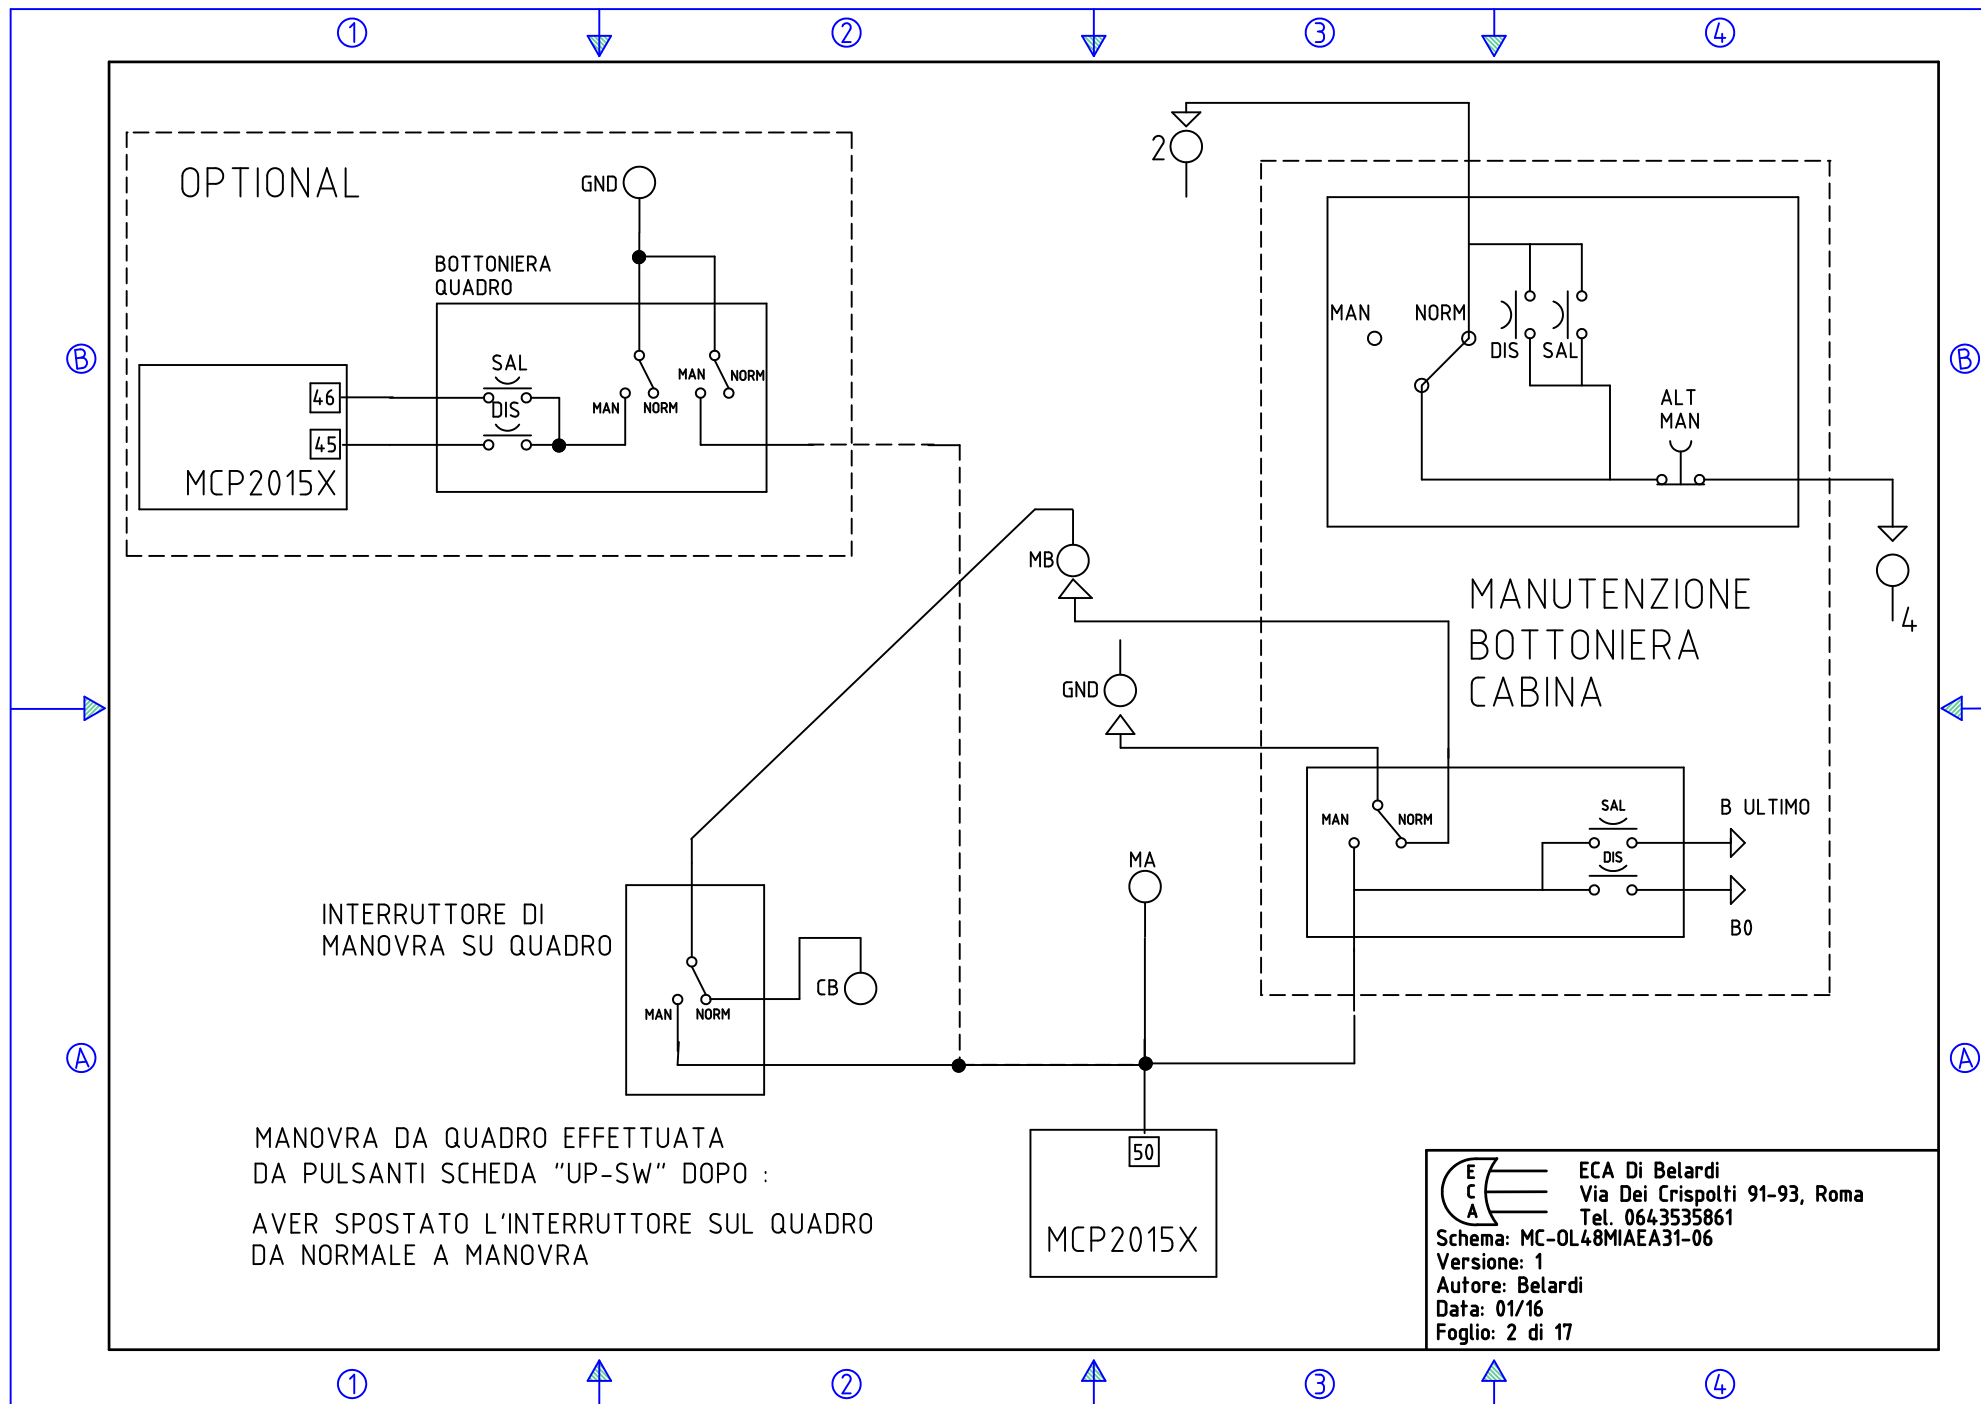 1
2
3
4
2
OPTIONAL
GND
BOTTONIERA
QUADRO
MAN
NORM
DIS
SAL
B
B
SAL
MAN
NORM
46
DIS
MAN
NORM
45
ALT
MAN
MCP2015X
MB
MANUTENZIONE
BOTTONIERA
CABINA
4
GND
SAL
B ULTIMO
MAN
NORM
DIS
MA
INTERRUTTORE DI
MANOVRA SU QUADRO
B0
CB
MAN
NORM
A
A
MANOVRA DA QUADRO EFFETTUATA
DA PULSANTI SCHEDA "UP-SW" DOPO :
AVER SPOSTATO L'INTERRUTTORE SUL QUADRO
DA NORMALE A MANOVRA
50
MCP2015X
E
C
A
ECA Di Belardi
Via Dei Crispolti 91-93, Roma
Tel. 0643535861
Schema: MC-OL48MIAEA31-06
Versione: 1
Autore: Belardi
Data: 01/16
Foglio: 2 di 17
1
2
3
4